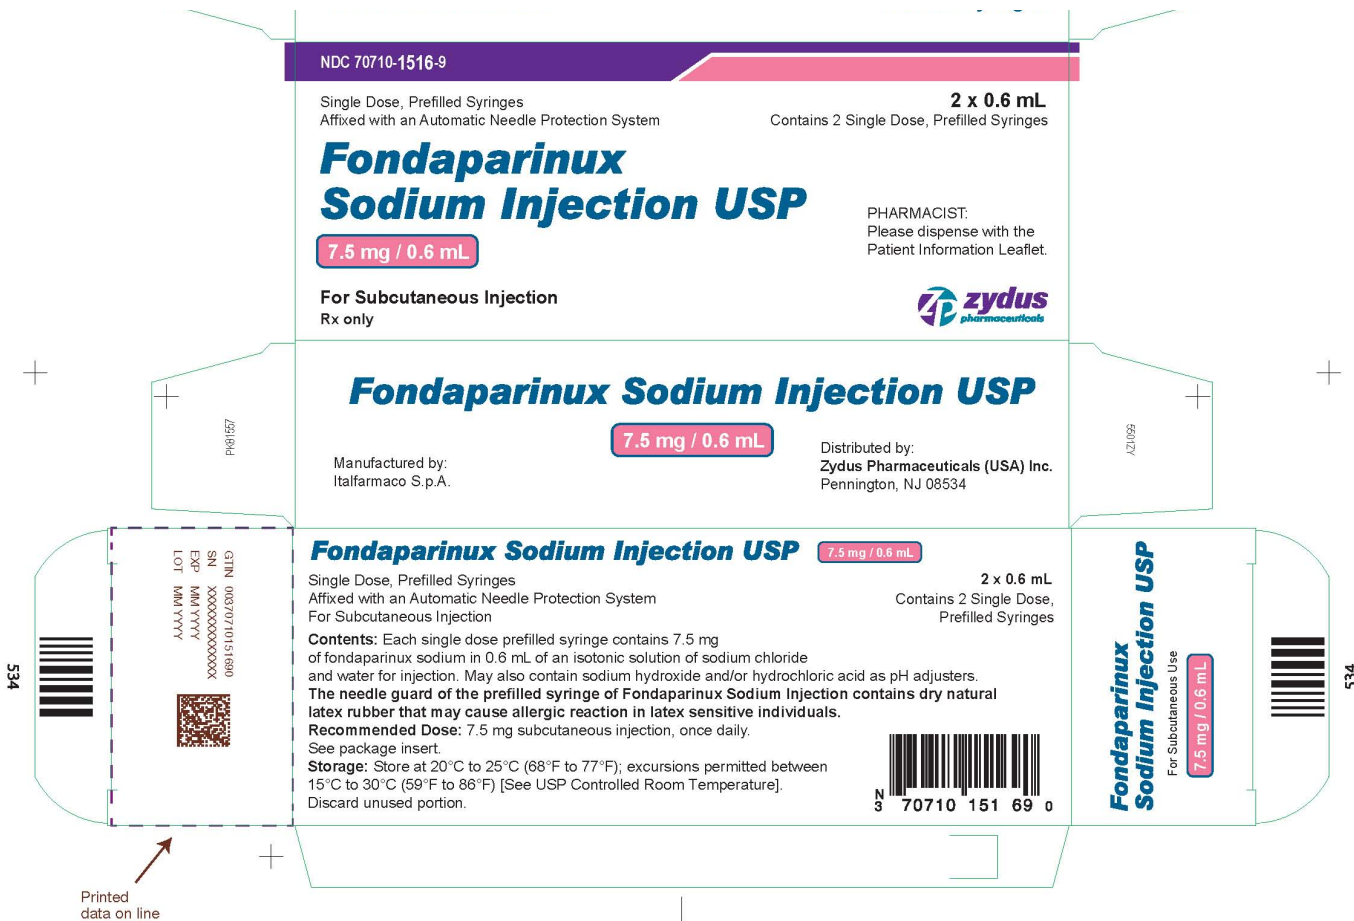 NDC 70710-1516-9
Single Dose, Prefilled Syringes
Affixed with an Automatic Needle Protection System
2 x 0.6 mL
Contains 2 Single Dose, Prefilled Syringes
Fondaparinux
Sodium Injection USP
7.5 mg / 0.6 mL
PHARMACIST:
Please dispense with the
Patient Information Leaflet.
For Subcutaneous Injection
Rx only
zydus
pharmaceuticals
Fondaparinux Sodium Injection USP
7.5 mg / 0.6 mL
Manufactured by:
Italfarmaco S.p.A.
Distributed by:
Zydus Pharmaceuticals (USA) Inc.
Pennington, NJ 08534
PK81557
5501ZY
534
GTIN 00370710151690
SN XXXXXXXXXXXXX
EXP MM YYYY
LOT MM YYYY
Fondaparinux Sodium Injection USP
7.5 mg / 0.6 mL
Single Dose, Prefilled Syringes
Affixed with an Automatic Needle Protection System
For Subcutaneous Injection
2 x 0.6 mL
Contains 2 Single Dose,
Prefilled Syringes
Contents: Each single dose prefilled syringe contains 7.5 mg
of fondaparinux sodium in 0.6 mL of an isotonic solution of sodium chloride
and water for injection. May also contain sodium hydroxide and/or hydrochloric acid as pH adjusters.
The needle guard of the prefilled syringe of Fondaparinux Sodium Injection contains dry natural
latex rubber that may cause allergic reaction in latex sensitive individuals.
Recommended Dose: 7.5 mg subcutaneous injection, once daily.
See package insert.
Storage: Store at 20°C to 25°C (68°F to 77°F); excursions permitted between
15°C to 30°C (59°F to 86°F) [See USP Controlled Room Temperature].
Discard unused portion.
N
3 70710 151 69 0
Fondaparinux
Sodium Injection USP
For Subcutaneous Use
7.5 mg / 0.6 mL
534
Printed
data on line